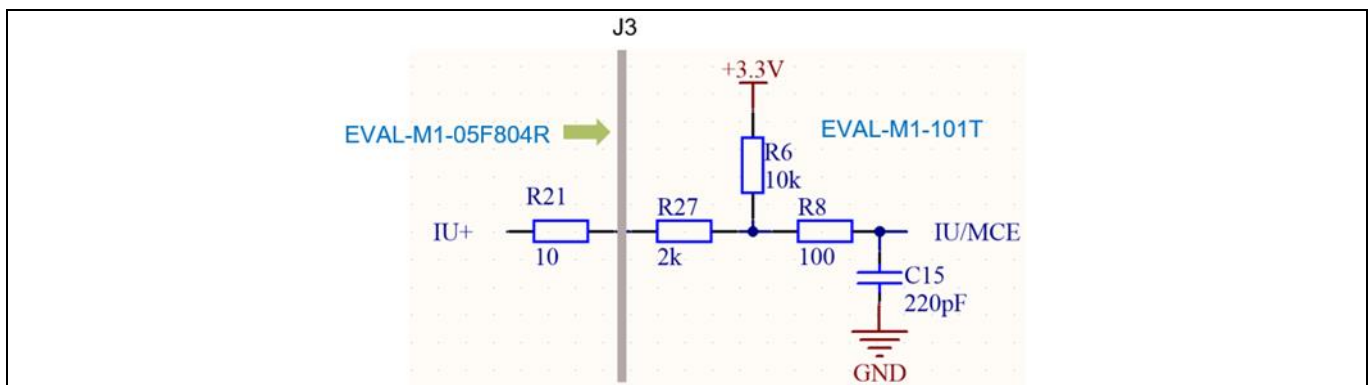 J3
+3.3V
EVAL-M1-05F804R
EVAL-M1-101T
R6
10k
R21
R27
R8
IU+
IU/MCE
10
2k
100
C15
220pF
GND